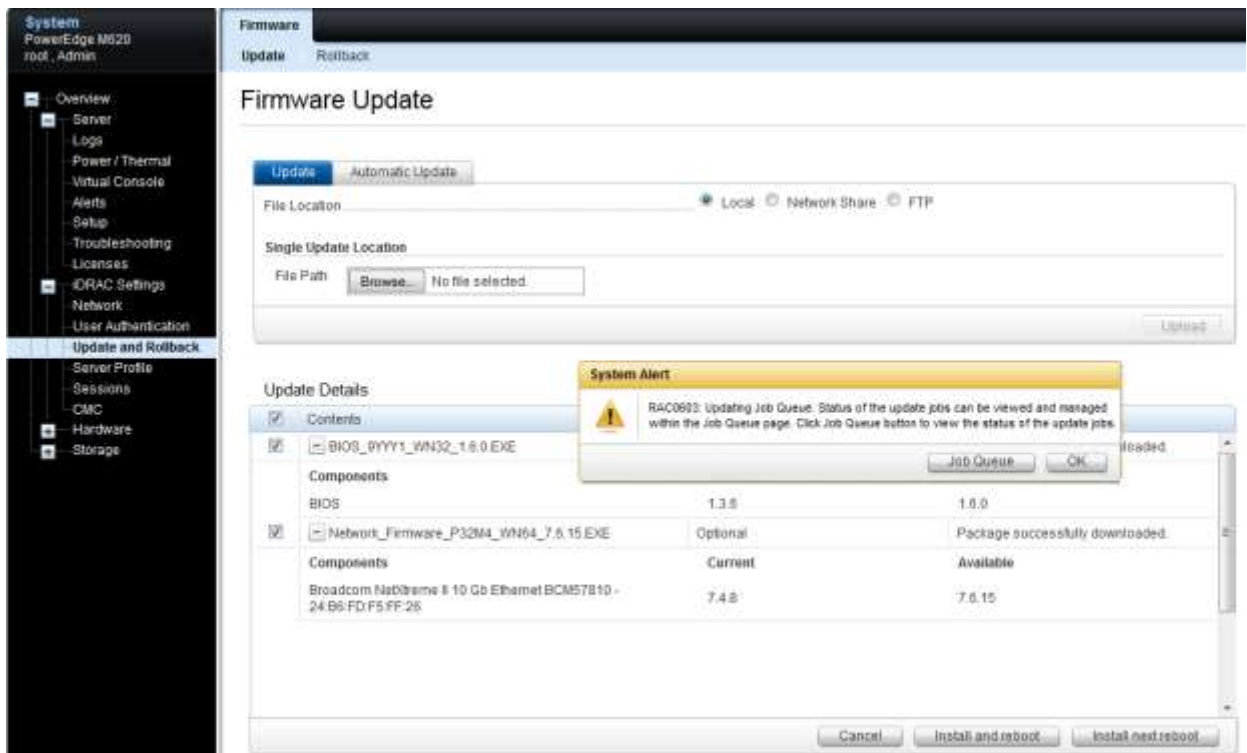 System
PowerEdge M620
root , Admin
Overview
Server
Logs
Power / Thermal
Virtual Console
Alerts
Setup
Troubleshooting
Licenses
iDRAC Settings
Network
User Authentication
Update and Rollback
Server Profile
Sessions
CMC
Hardware
Storage
Firmware
Update Rollback
Firmware Update
Update Automatic Update
File Location Local Network Share FTP
Single Update Location
File Path Browse... No file selected.
Upload
System Alert
RAC0603: Updating Job Queue. Status of the update jobs can be viewed and managed
within the Job Queue page. Click Job Queue button to view the status of the update jobs.
Job Queue OK
Update Details
Contents
BIOS_9YYY1_WN32_1.6.0.EXE
Components
BIOS 1.3.6 1.6.0
Network_Firmware_P32M4_WN64_7.6.15.EXE Optional Package successfully downloaded.
Components Current Available
Broadcom NetXtreme II 10 Gb Ethernet BCM57810 - 7.4.8 7.6.15
24:B6:FD:F5:FF:26
Cancel Install and reboot Install next reboot